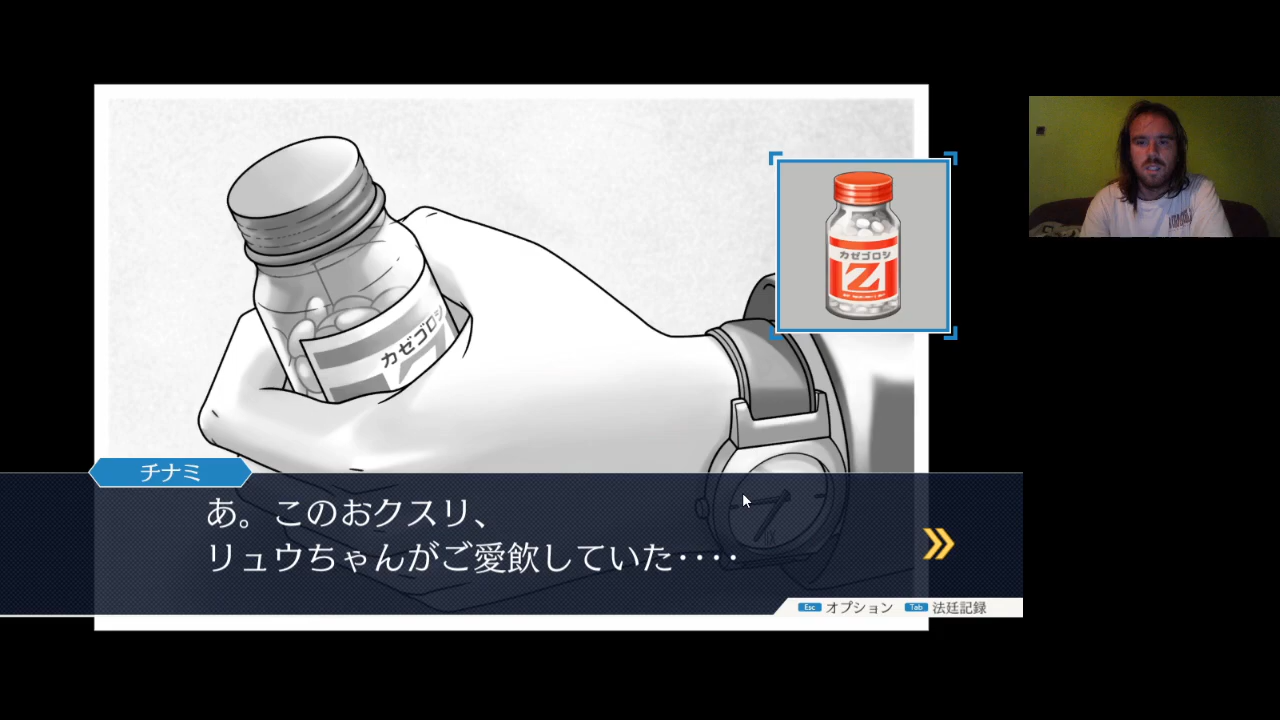 カゼゴロシ
Z
カゼゴロシ
チナミ
あ。このおクスリ、
リュウちゃんがご愛飲していた‥‥
Esc オプション Tab 法廷記録